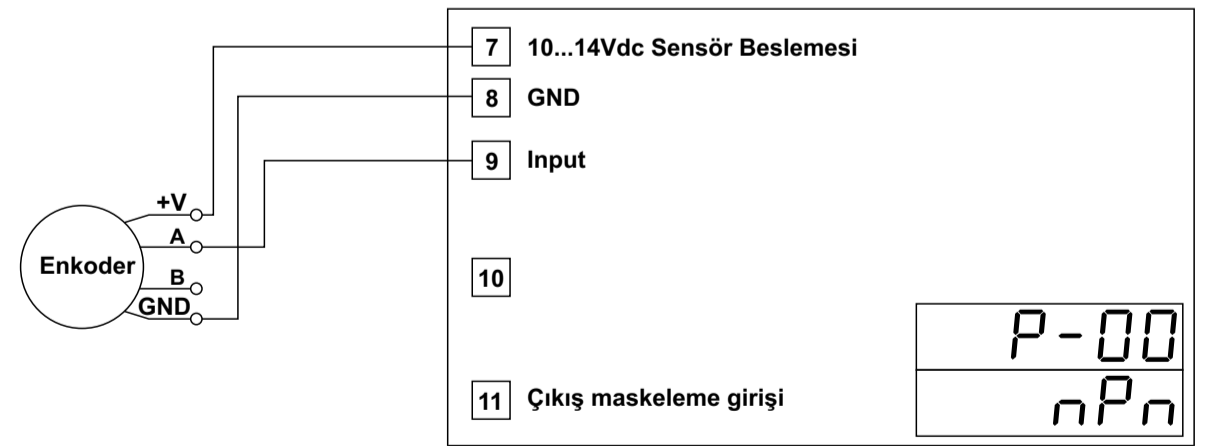 7 10...14Vdc Sensör Beslemesi
8 GND
9 Input
+V
A
Enkoder
B
10
GND
P-00
11 Çıkış maskeleme girişi
nPn